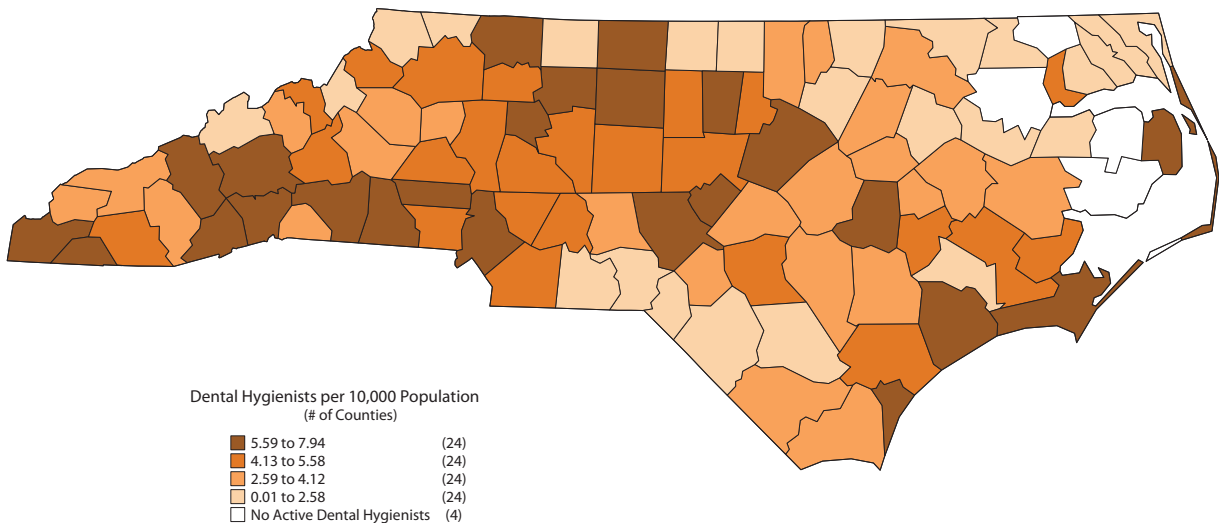 Dental Hygienists per 10,000 Population
(# of Counties)
5.59 to 7.94 (24)
4.13 to 5.58 (24)
2.59 to 4.12 (24)
0.01 to 2.58 (24)
No Active Dental Hygienists (4)